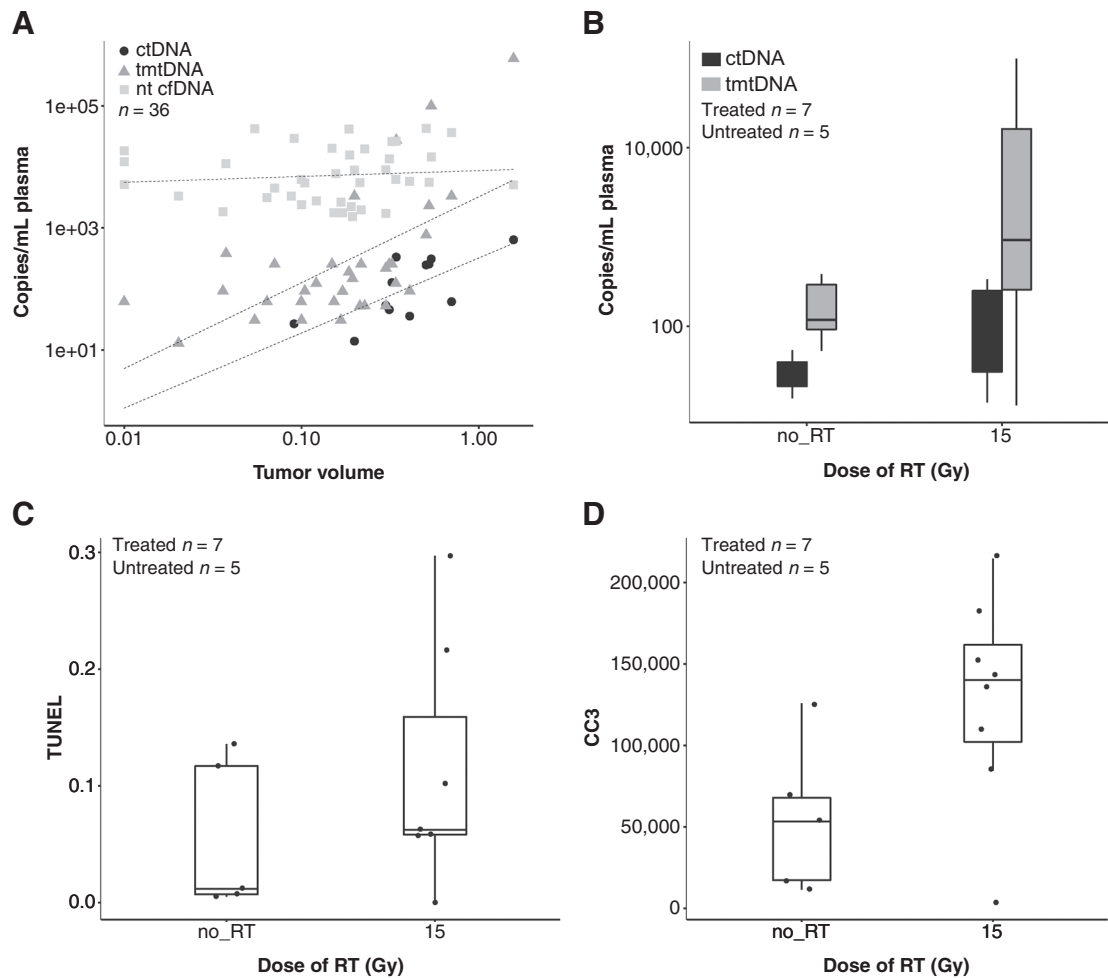 A
ctDNA
tmtDNA
nt cfDNA
n = 36
1e+05
1e+03
1e+01
Copies/mL plasma
0.01
0.10
1.00
Tumor volume
B
ctDNA
tmtDNA
Treated n = 7
Untreated n = 5
10,000
100
Copies/mL plasma
no_RT
15
Dose of RT (Gy)
C
Treated n = 7
Untreated n = 5
0.3
0.2
0.1
0.0
TUNEL
no_RT
15
Dose of RT (Gy)
D
Treated n = 7
Untreated n = 5
200,000
150,000
100,000
50,000
0
CC3
no_RT
15
Dose of RT (Gy)